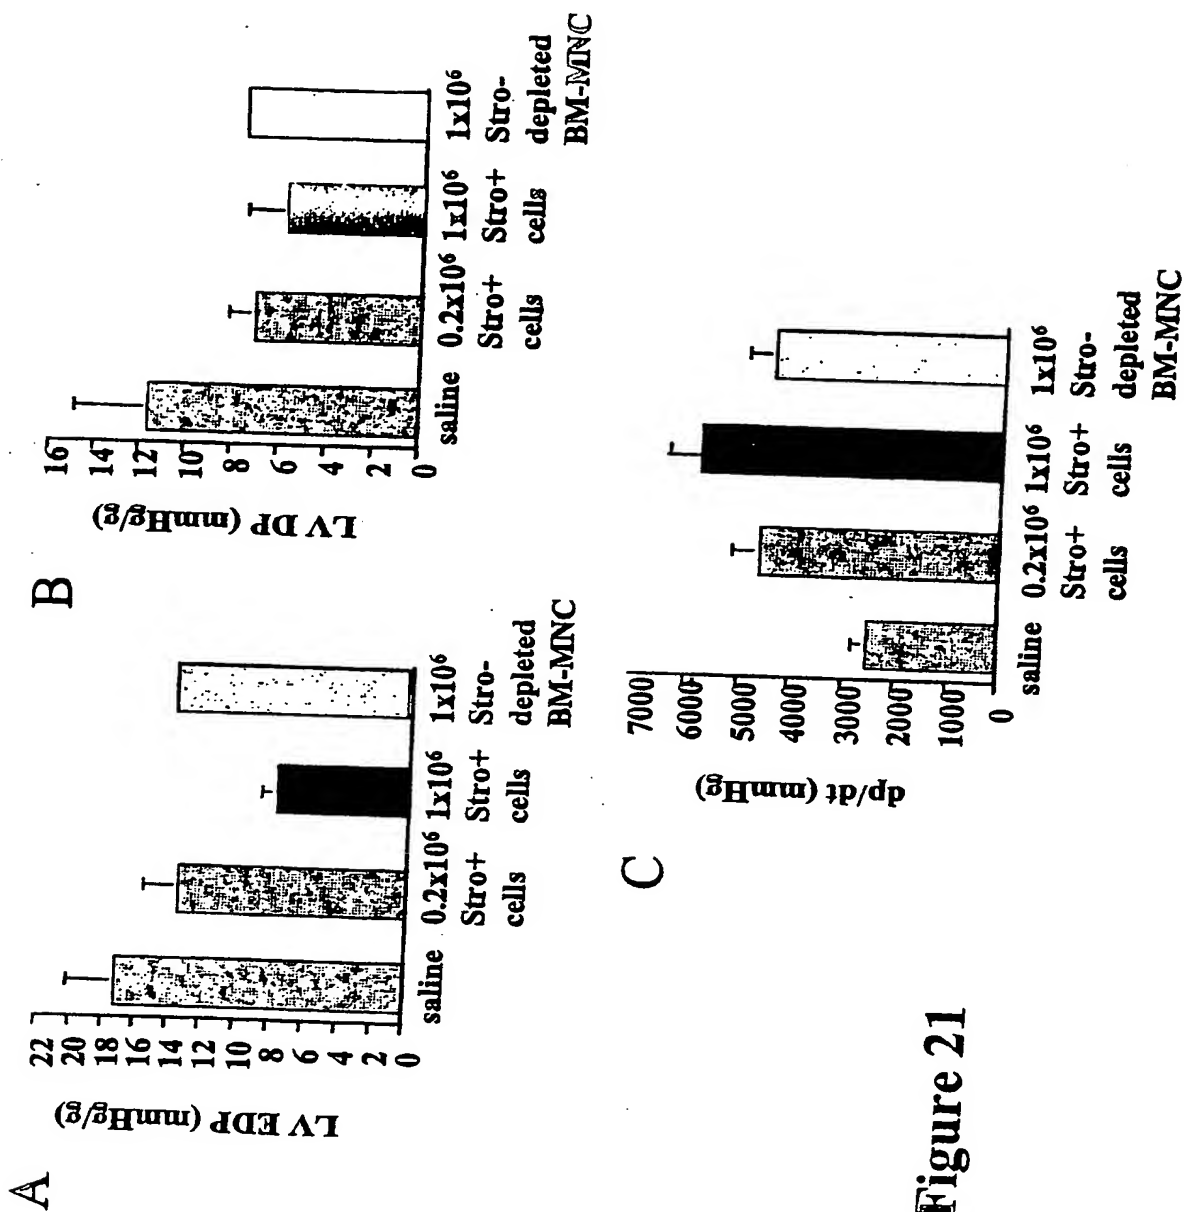 A
LV EDP (mmHg/g)
22
20
18
16
14
12
10
8
6
4
2
0
saline
0.2x10⁶
Stro+
cells
1x10⁶
Stro+
cells
1x10⁶
Stro-
depleted
BM-MNC
B
LV DP (mmHg/g)
16
14
12
10
8
6
4
2
0
saline
0.2x10⁶
Stro+
cells
1x10⁶
Stro+
cells
1x10⁶
Stro-
depleted
BM-MNC
C
dp/dt (mmHg)
7000
6000
5000
4000
3000
2000
1000
0
saline
0.2x10⁶
Stro+
cells
1x10⁶
Stro+
cells
1x10⁶
Stro-
depleted
BM-MNC
Figure 21